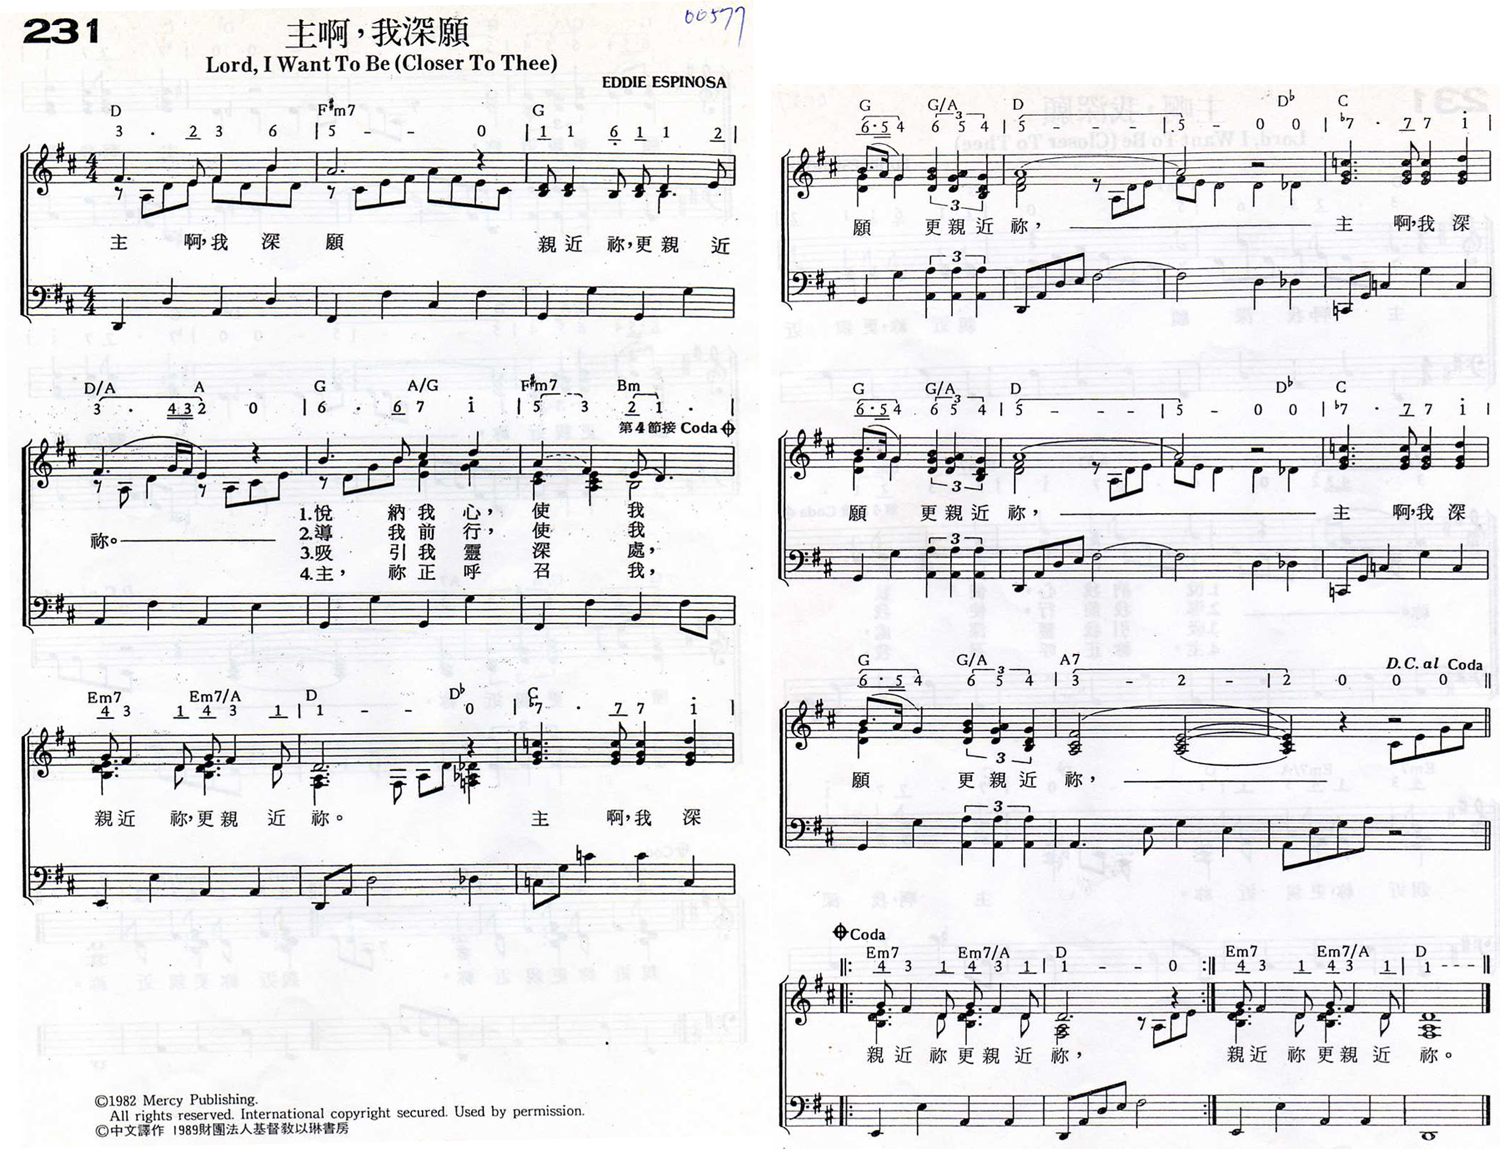 231
00577
主啊，我深願
Lord, I Want To Be (Closer To Thee)
EDDIE ESPINOSA
D F#m7 G
3 · 2 3 6 | 5 - - 0 | 1 1 6 1 1 2 |
主 啊，我 深 願 親 近 祢，更 親 近
D/A A G A/G F#m7 Bm
3 · 4 3 2 0 | 6 · 6 7 i | 5 - 3 2 1 · |
第4節接 Coda
1.悅 納 我 心， 使 我
2.導 我 前 行， 使 我
祢。
3.吸 引 我 靈 深 處，
4.主， 祢 正 呼 召 我，
Em7 Em7/A D D♭ C
4 3 1 4 3 1 | 1 - - 0 | ♭7 · 7 7 i |
親 近 祢，更 親 近 祢。 主 啊，我 深
©1982 Mercy Publishing.
All rights reserved. International copyright secured. Used by permission.
©中文譯作 1989財團法人基督敎以琳書房
G G/A D D♭ C
6 · 5 4 6 5 4 | 5 - - - | 5 - 0 0 | ♭7 · 7 7 i |
3
願 更 親 近 祢， 主 啊，我 深
3
G G/A D D♭ C
6 · 5 4 6 5 4 | 5 - - - | 5 - 0 0 | ♭7 · 7 7 i |
3
願 更 親 近 祢， 主 啊，我 深
3
G G/A A7 D.C. al Coda
6 · 5 4 6 5 4 | 3 - 2 - | 2 0 0 0 ||
3
願 更 親 近 祢，
3
Coda
Em7 Em7/A D Em7 Em7/A D
||: 4 3 1 4 3 1 | 1 - - 0 :|| 4 3 1 4 3 1 | 1 - - - ||
親 近 祢 更 親 近 祢， 親 近 祢 更 親 近 祢。